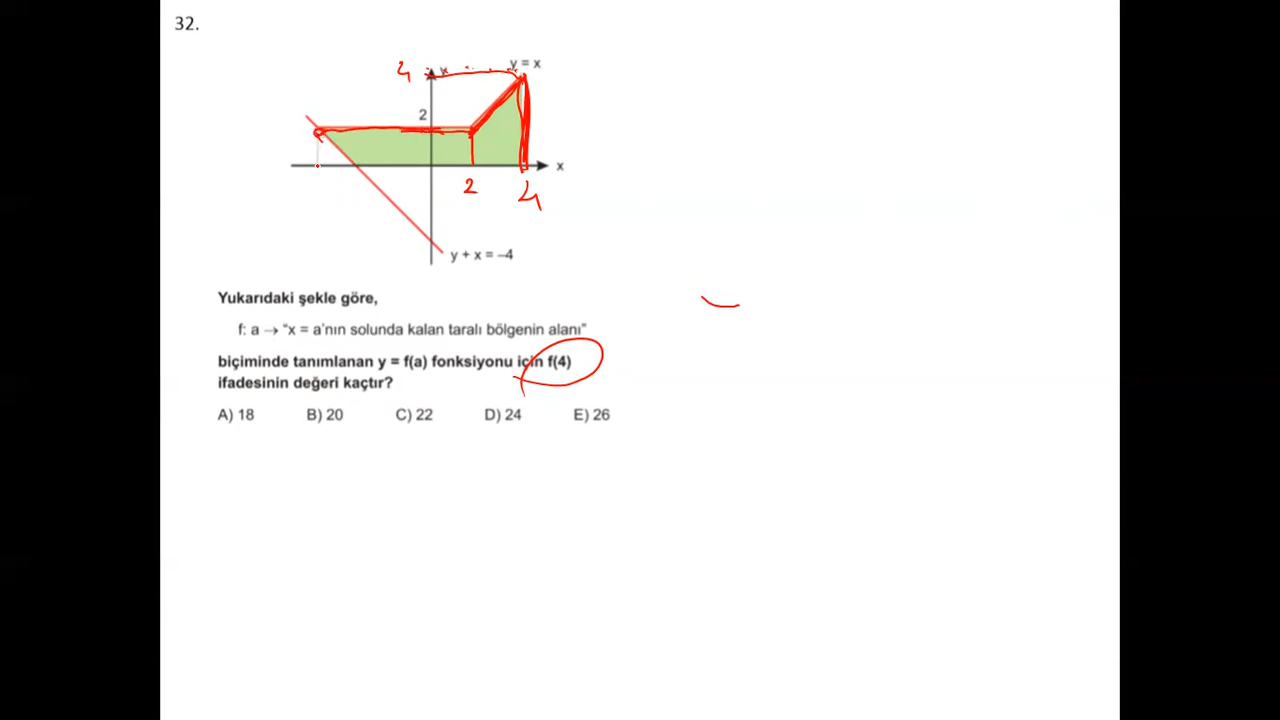 32.
4
y = x
2
x
2
4
y + x = –4
Yukarıdaki şekle göre,
f: a → “x = a’nın solunda kalan taralı bölgenin alanı”
biçiminde tanımlanan y = f(a) fonksiyonu için f(4)
ifadesinin değeri kaçtır?
A) 18 B) 20 C) 22 D) 24 E) 26